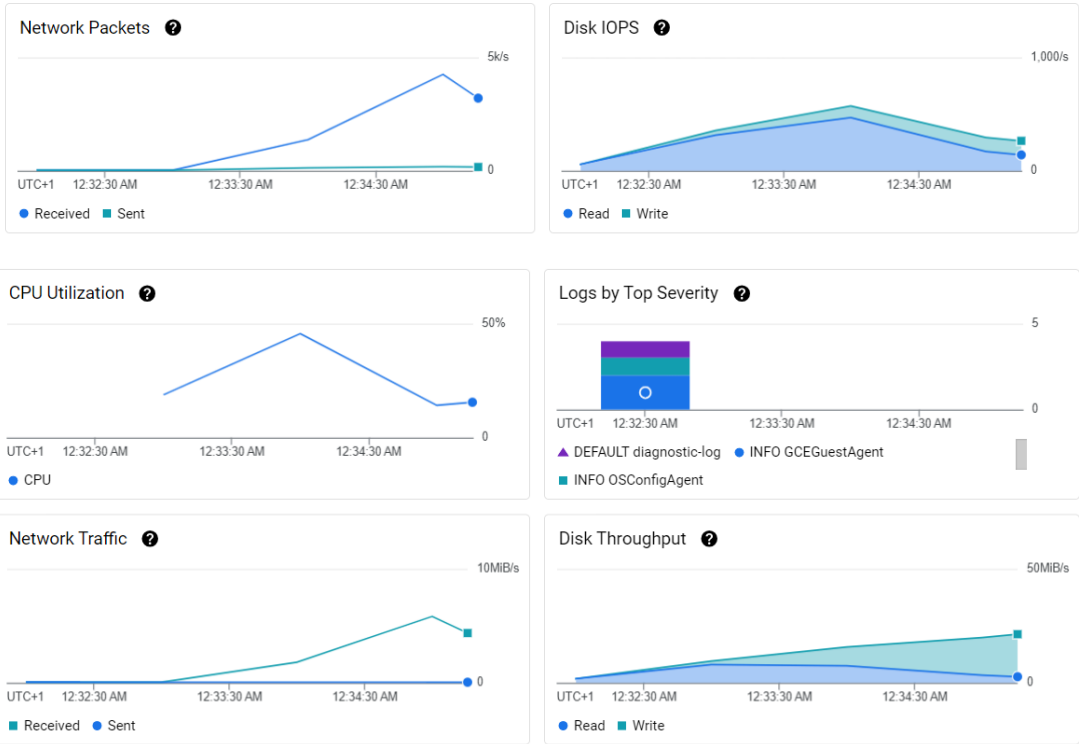 Network Packets ?
5k/s
0
UTC+1 12:32:30 AM 12:33:30 AM 12:34:30 AM
Received Sent
Disk IOPS ?
1,000/s
0
UTC+1 12:32:30 AM 12:33:30 AM 12:34:30 AM
Read Write
CPU Utilization ?
50%
0
UTC+1 12:32:30 AM 12:33:30 AM 12:34:30 AM
CPU
Logs by Top Severity ?
5
0
UTC+1 12:32:30 AM 12:33:30 AM 12:34:30 AM
DEFAULT diagnostic-log INFO GCEGuestAgent
INFO OSConfigAgent
Network Traffic ?
10MiB/s
0
UTC+1 12:32:30 AM 12:33:30 AM 12:34:30 AM
Received Sent
Disk Throughput ?
50MiB/s
0
UTC+1 12:32:30 AM 12:33:30 AM 12:34:30 AM
Read Write